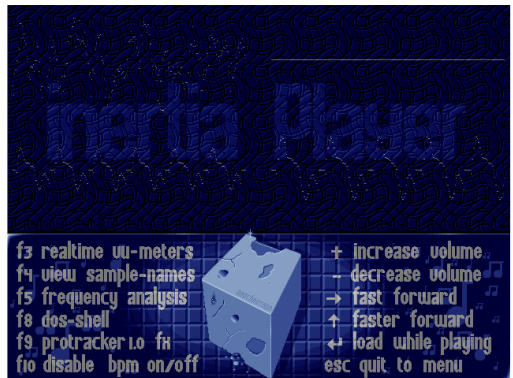 inertia Player
f3 realtime vu-meters
f4 view sample-names
f5 frequency analysis
f8 dos-shell
f9 protracker 1.0 fx
f10 disable bpm on/off
+ increase volume
- decrease volume
→ fast forward
↑ faster forward
↵ load while playing
esc quit to menu